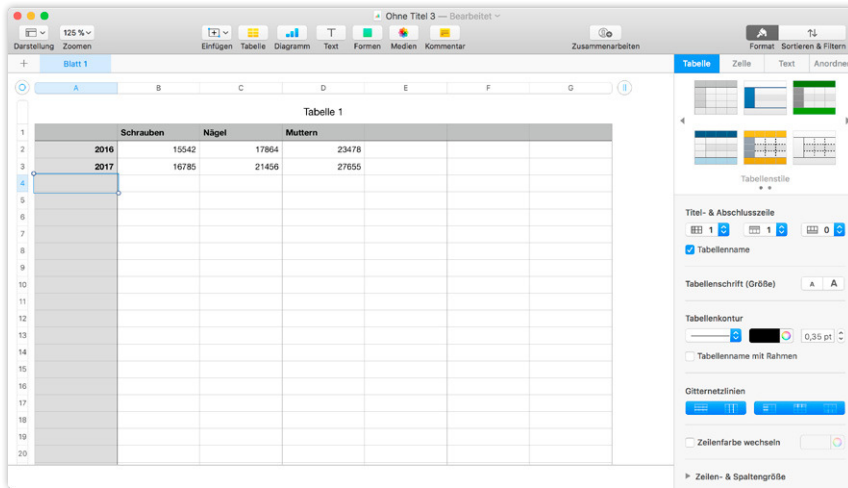 Ohne Titel 3 — Bearbeitet
125 %
Darstellung Zoomen Einfügen Tabelle Diagramm Text Formen Medien Kommentar Zusammenarbeiten Format Sortieren & Filtern
Blatt 1
Tabelle Zelle Text Anordnen
A B C D E F G
Tabelle 1
1 Schrauben Nägel Muttern
2 2016 15542 17864 23478
3 2017 16785 21456 27655
4
5
6
7
8
9
10
11
12
13
14
15
16
17
18
19
20
Tabellenstile
Titel- & Abschlusszeile
1 1 0
Tabellenname
Tabellenschrift (Größe) A A
Tabellenkontur
0,35 pt
Tabellenname mit Rahmen
Gitternetzlinien
Zeilenfarbe wechseln
Zeilen- & Spaltengröße